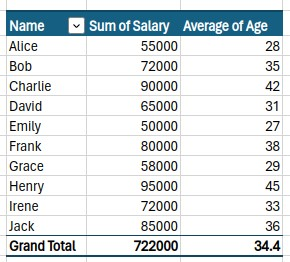 Name Sum of Salary Average of Age
Alice 55000 28
Bob 72000 35
Charlie 90000 42
David 65000 31
Emily 50000 27
Frank 80000 38
Grace 58000 29
Henry 95000 45
Irene 72000 33
Jack 85000 36
Grand Total 722000 34.4